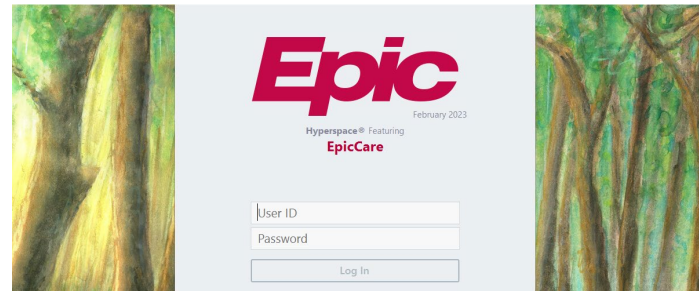 Epic
February 2023
Hyperspace® Featuring
EpicCare
User ID
Password
Log In